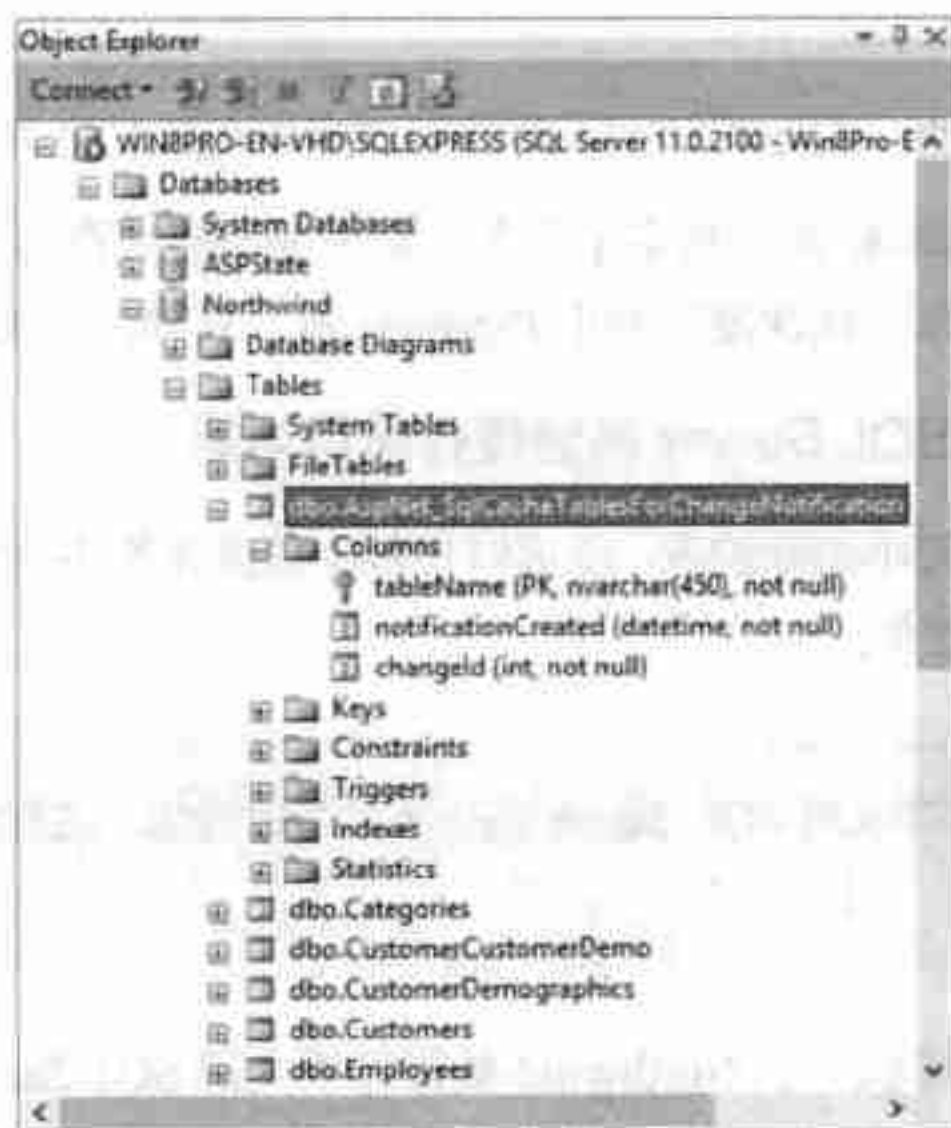 Object Explorer
Connect
WIN8PRO-EN-VHD\SQLEXPRESS (SQL Server 11.0.2100 - Win8Pro-E
Databases
System Databases
ASPState
Northwind
Database Diagrams
Tables
System Tables
FileTables
dbo.AspNet_SqlCacheTablesForChangeNotification
Columns
tableName (PK, nvarchar(450), not null)
notificationCreated (datetime, not null)
changeId (int, not null)
Keys
Constraints
Triggers
Indexes
Statistics
dbo.Categories
dbo.CustomerCustomerDemo
dbo.CustomerDemographics
dbo.Customers
dbo.Employees